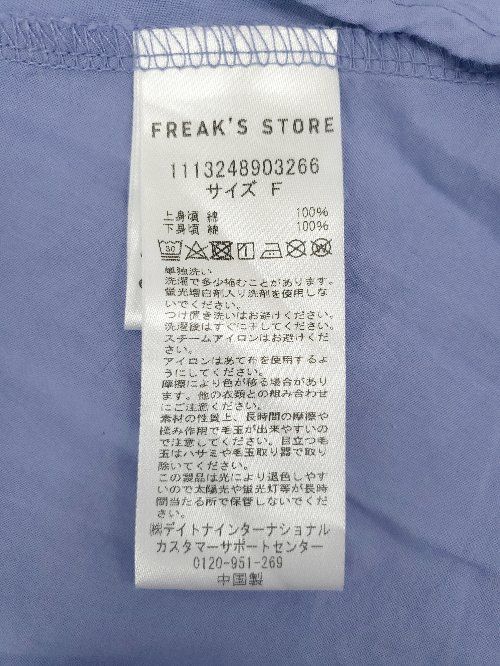 FREAK'S STORE
1113248903266
サイズ F
上身頃 綿 100%
下身頃 綿 100%
単独洗い
洗濯で多少縮むことがあります。
蛍光増白剤入り洗剤を使用しな
いでください。
つけ置き洗いはお避けください。
洗濯後はすぐに干してください。
スチームアイロンはお避けくだ
さい。
アイロンはあて布を使用するよ
うにしてください。
摩擦により色が移る場合があり
ます。他の衣類との組み合わせ
にご注意ください。
素材の性質上、長時間の摩擦や
揉み作用で毛玉が出来やすいの
で注意してください。目立つ毛
玉はハサミや毛玉取り器で取り
除いてください。
この製品は光により退色しやす
いので太陽光や蛍光灯等が長時
間当たる所で保管しないでください。
㈱デイトナインターナショナル
カスタマーサポートセンター
0120-951-269
中国製